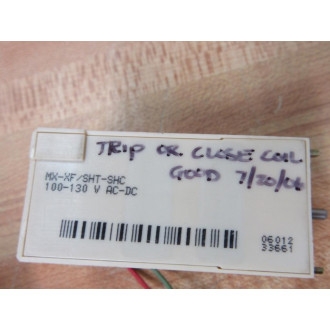 TRIP OR CLOSE COIL
GOOD 7/20/06
MX-XF/SHT-SHC
100-130 V AC-DC
06012
33661